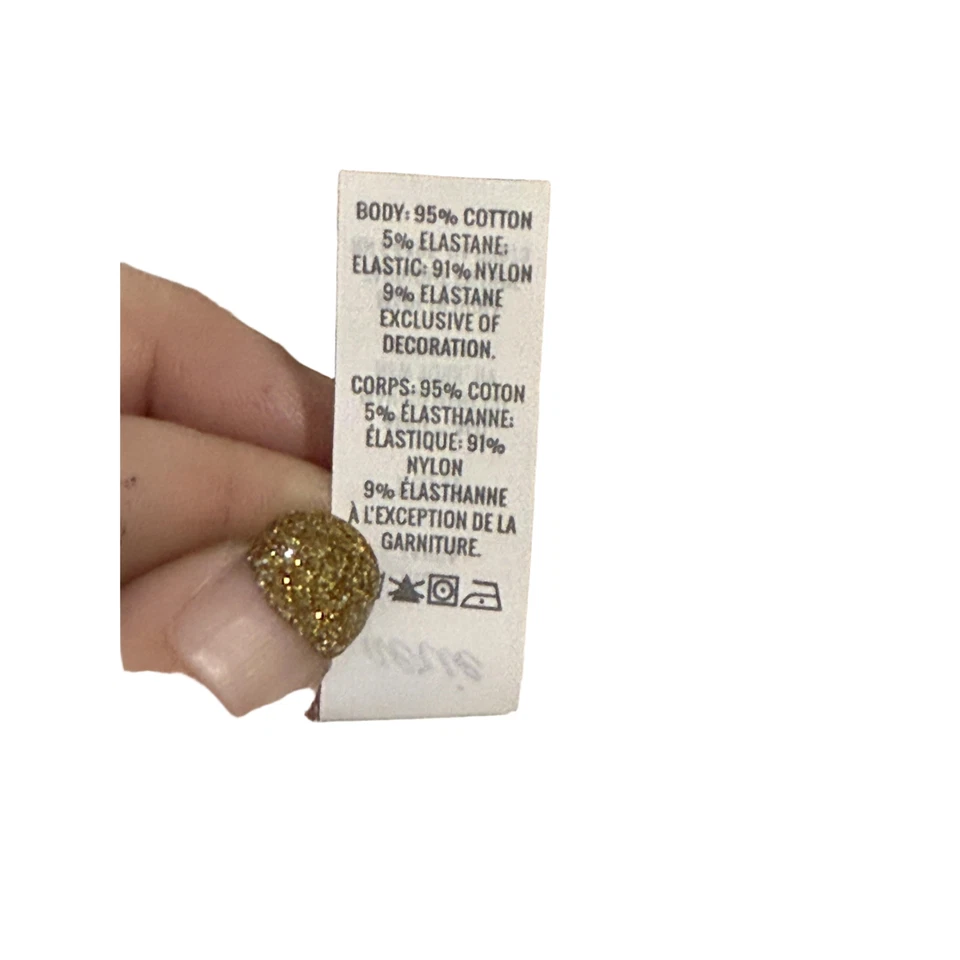 BODY: 95% COTTON
5% ELASTANE;
ELASTIC: 91% NYLON
9% ELASTANE
EXCLUSIVE OF
DECORATION.
CORPS: 95% COTON
5% ÉLASTHANNE;
ÉLASTIQUE: 91%
NYLON
9% ÉLASTHANNE
À L'EXCEPTION DE LA
GARNITURE.